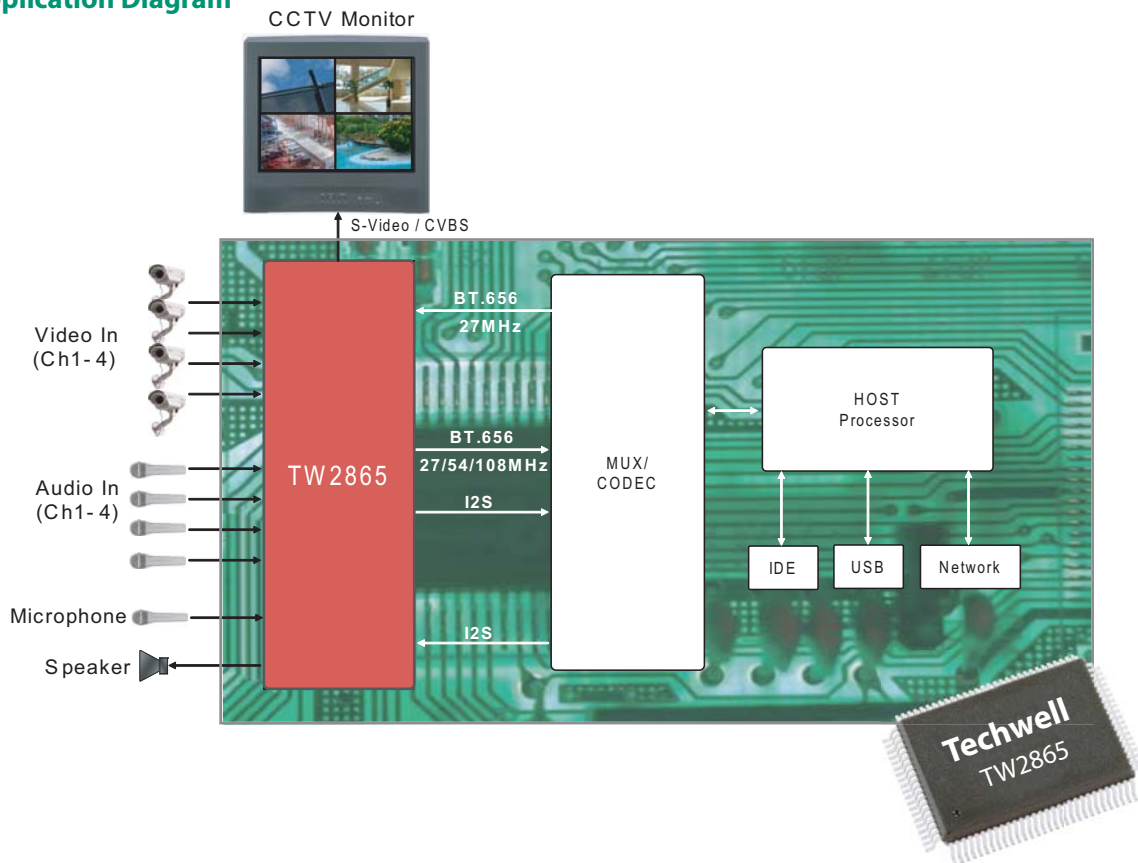 plication Diagram
CCTV Monitor
S-Video / CVBS
Video In
(Ch1-4)
Audio In
(Ch1-4)
Microphone
Speaker
TW2865
BT.656
27MHz
BT.656
27/54/108MHz
I2S
I2S
MUX/
CODEC
HOST
Processor
IDE
USB
Network
Techwell
TW2865